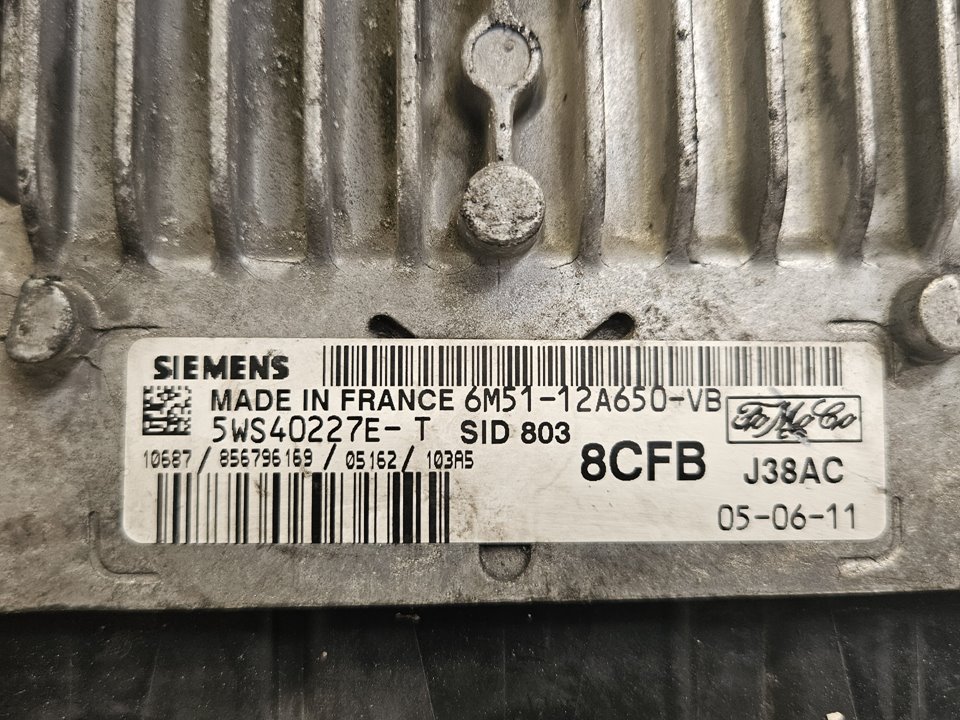 SIEMENS
MADE IN FRANCE 6M51-12A650-VB
5WS40227E-T SID 803
FoMoCo
10687 / 856796169 / 05162 / 103A5
8CFB J38AC
05-06-11